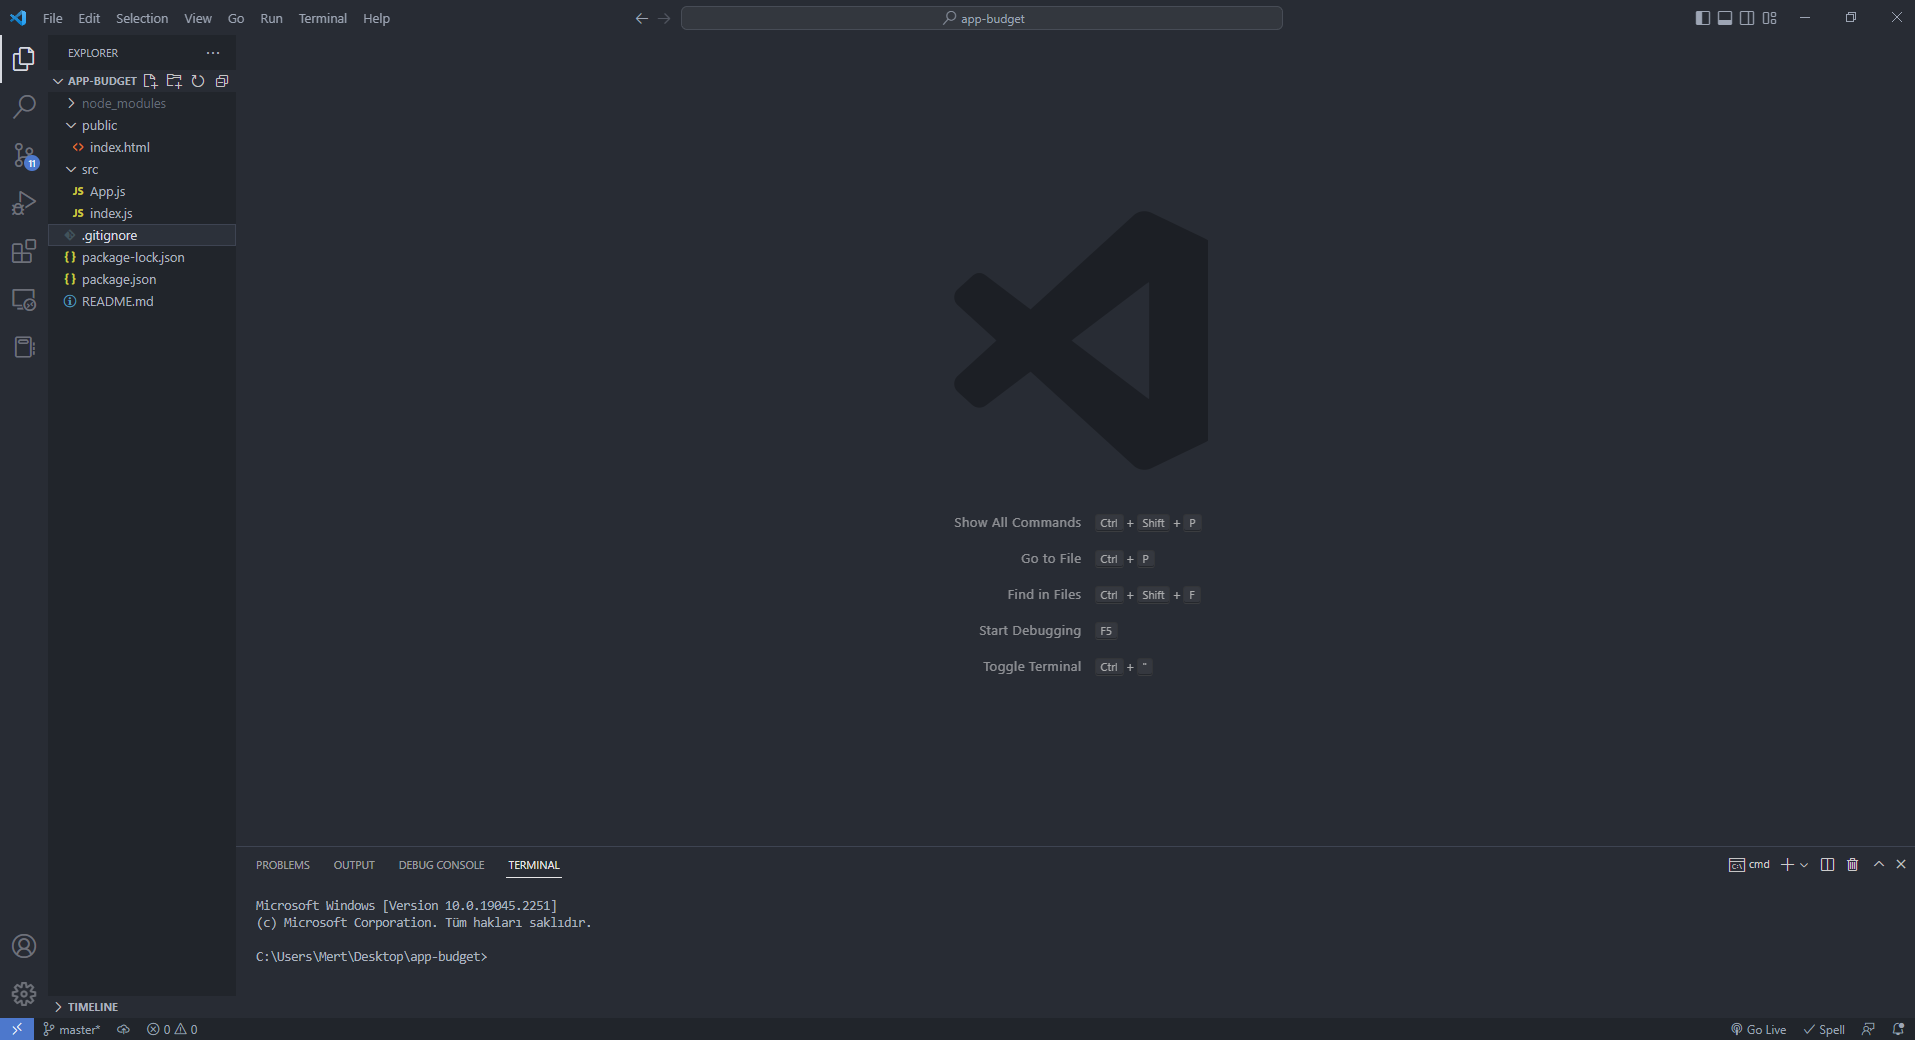 File Edit Selection View Go Run Terminal Help
app-budget
EXPLORER
APP-BUDGET
node_modules
public
<> index.html
src
JS App.js
JS index.js
11
.gitignore
{} package-lock.json
{} package.json
README.md
Show All Commands Ctrl + Shift + P
Go to File Ctrl + P
Find in Files Ctrl + Shift + F
Start Debugging F5
Toggle Terminal Ctrl + "
PROBLEMS OUTPUT DEBUG CONSOLE TERMINAL
cmd
Microsoft Windows [Version 10.0.19045.2251]
(c) Microsoft Corporation. Tüm hakları saklıdır.
C:\Users\Mert\Desktop\app-budget>
TIMELINE
master* 0 0 Go Live Spell